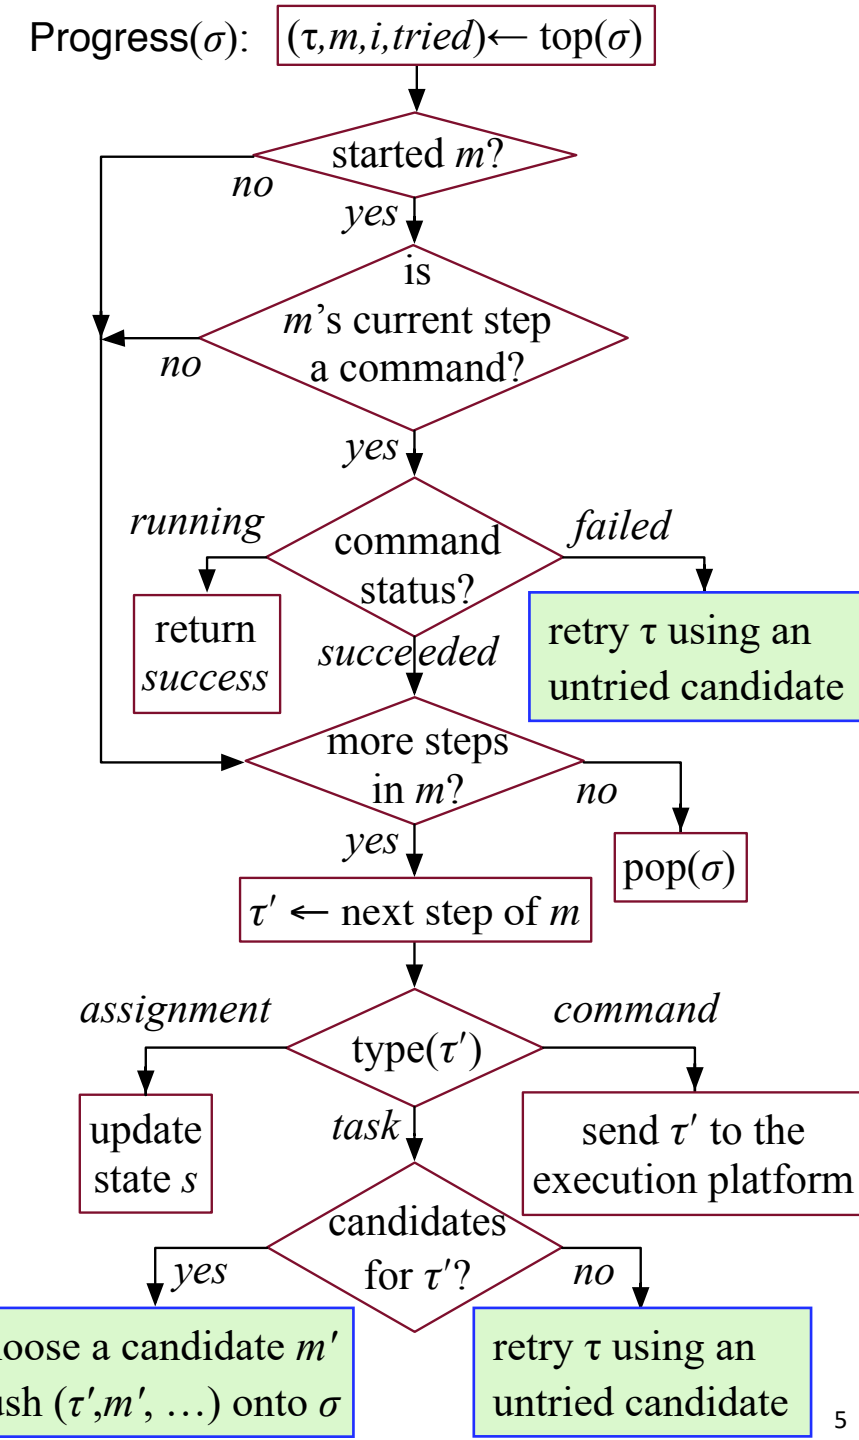 Progress(σ): (τ,m,i,tried)← top(σ)
started m?
no
yes
is
m’s current step
a command?
no
yes
running
failed
command
status?
return
success
retry τ using an
untried candidate
succeeded
more steps
in m?
no
yes
pop(σ)
τ′ ← next step of m
assignment
command
type(τ′)
task
update
state s
send τ′ to the
execution platform
candidates
for τ′?
yes
no
oose a candidate m′
ush (τ′,m′, …) onto σ
retry τ using an
untried candidate
5